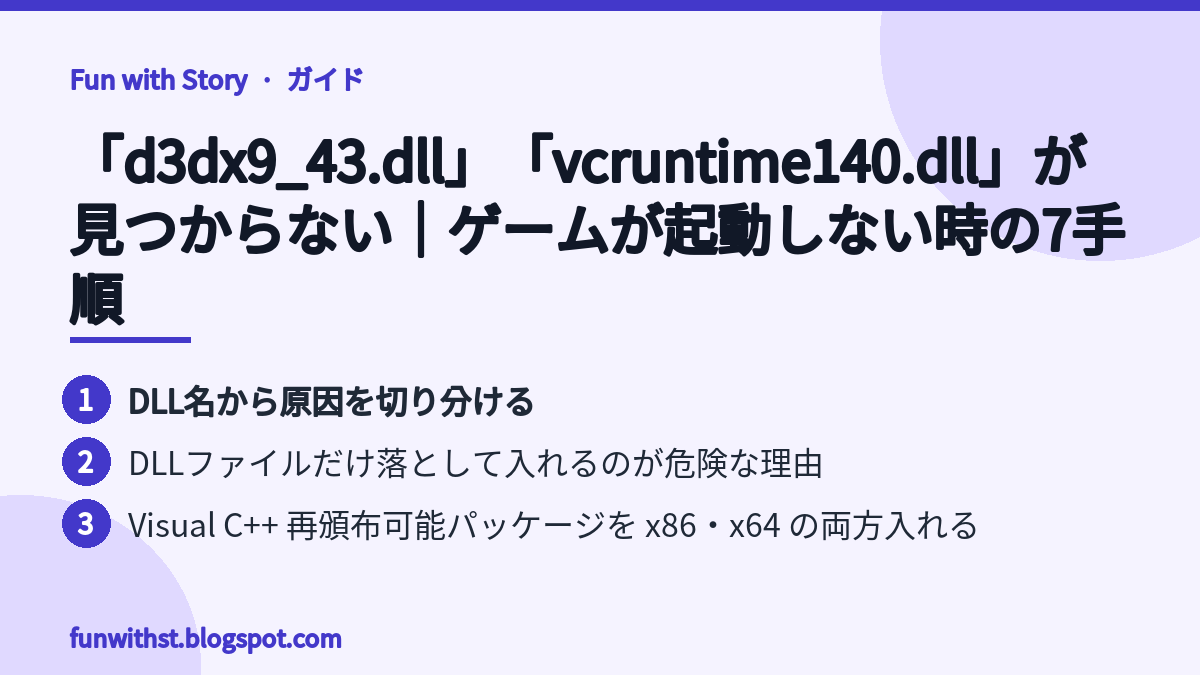 Fun with Story · ガイド
「d3dx9_43.dll」「vcruntime140.dll」が
見つからない｜ゲームが起動しない時の7手
順
1 DLL名から原因を切り分ける
2 DLLファイルだけ落として入れるのが危険な理由
3 Visual C++ 再頒布可能パッケージを x86・x64 の両方入れる
funwithst.blogspot.com